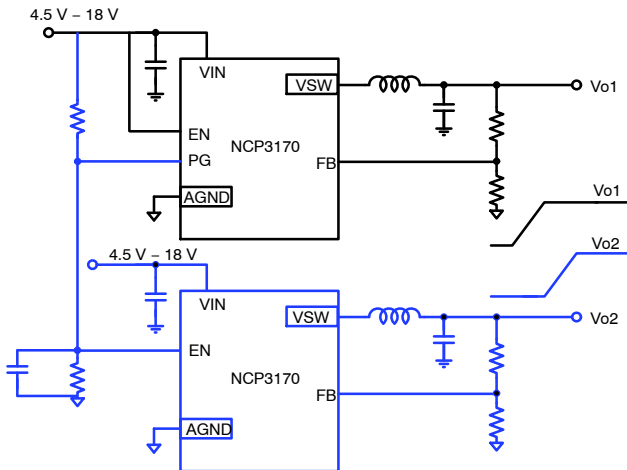 4.5 V − 18 V
VIN
VSW
Vo1
EN
NCP3170
PG
FB
AGND
Vo1
Vo2
4.5 V − 18 V
VIN
VSW
Vo2
EN
NCP3170
FB
AGND